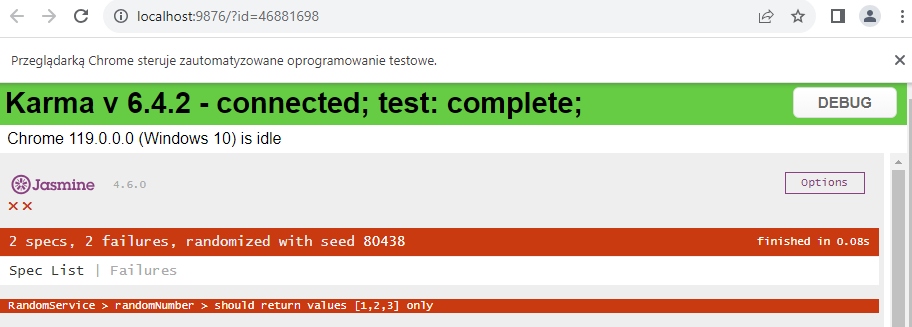 localhost:9876/?id=46881698
Przeglądarką Chrome steruje zautomatyzowane oprogramowanie testowe.
Karma v 6.4.2 - connected; test: complete;
DEBUG
Chrome 119.0.0.0 (Windows 10) is idle
Jasmine 4.6.0
Options
2 specs, 2 failures, randomized with seed 80438
finished in 0.08s
Spec List | Failures
RandomService > randomNumber > should return values [1,2,3] only